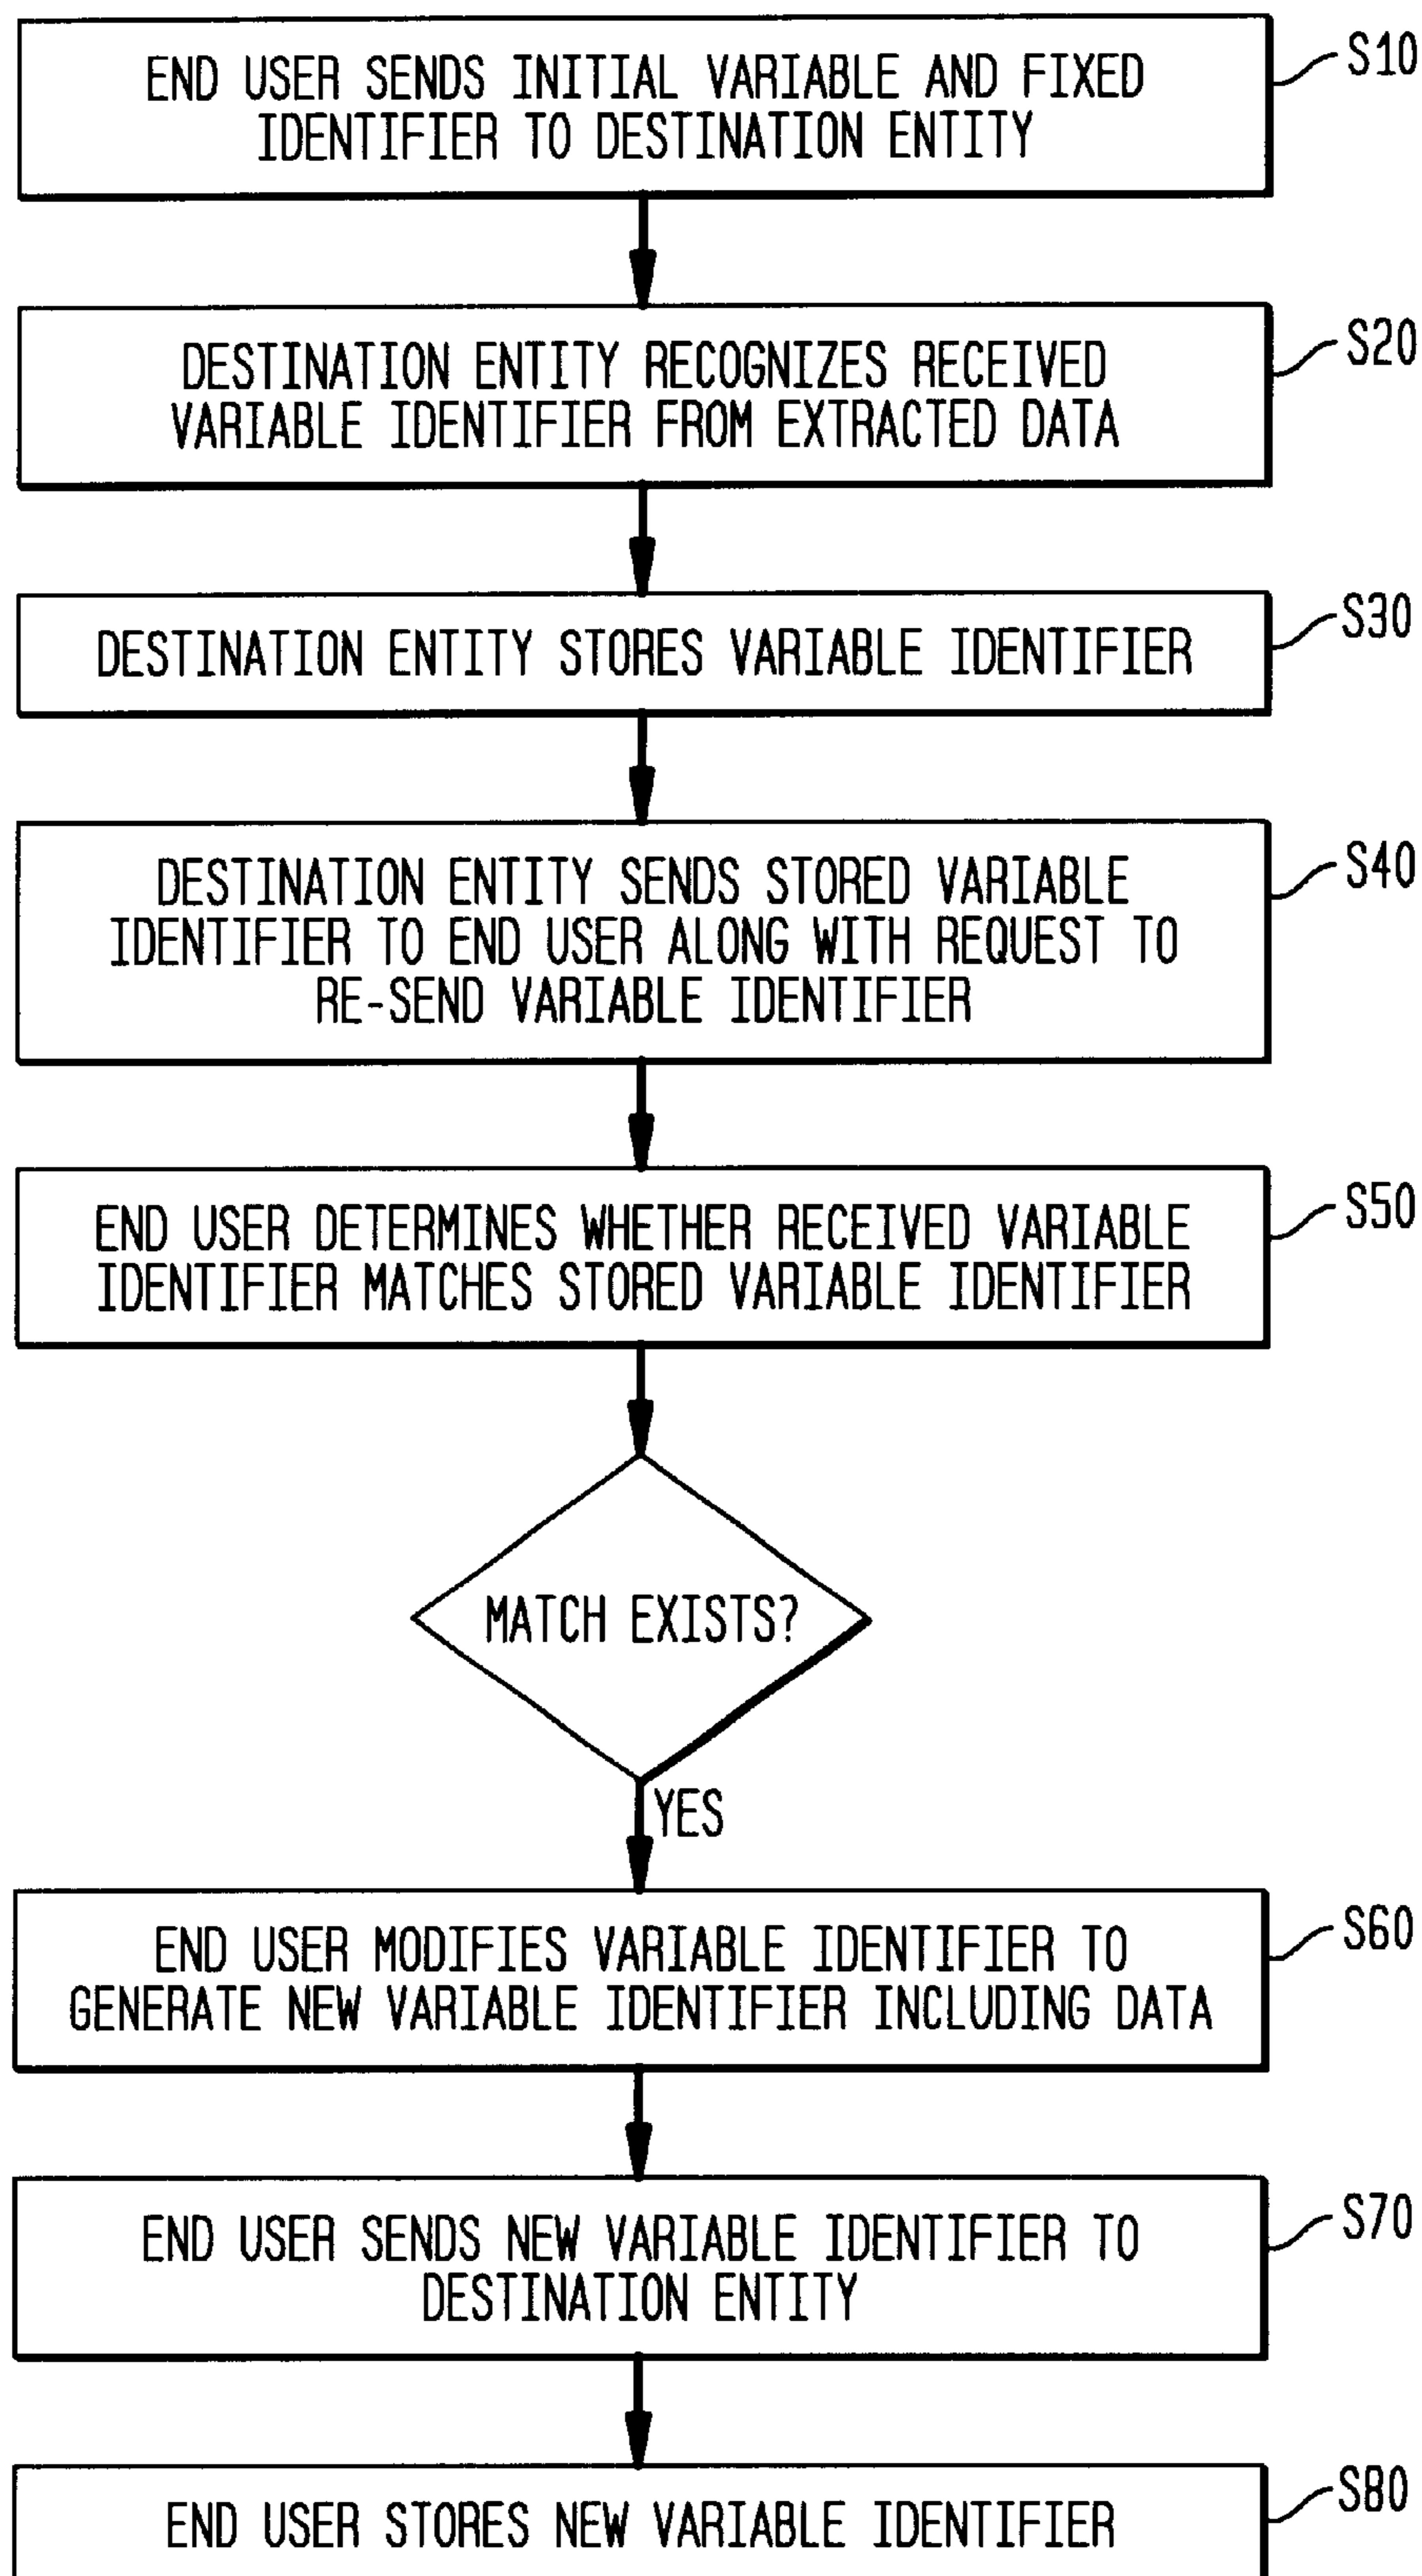 S10
END USER SENDS INITIAL VARIABLE AND FIXED
IDENTIFIER TO DESTINATION ENTITY
S20
DESTINATION ENTITY RECOGNIZES RECEIVED
VARIABLE IDENTIFIER FROM EXTRACTED DATA
S30
DESTINATION ENTITY STORES VARIABLE IDENTIFIER
S40
DESTINATION ENTITY SENDS STORED VARIABLE
IDENTIFIER TO END USER ALONG WITH REQUEST TO
RE-SEND VARIABLE IDENTIFIER
S50
END USER DETERMINES WHETHER RECEIVED VARIABLE
IDENTIFIER MATCHES STORED VARIABLE IDENTIFIER
MATCH EXISTS?
YES
S60
END USER MODIFIES VARIABLE IDENTIFIER TO
GENERATE NEW VARIABLE IDENTIFIER INCLUDING DATA
S70
END USER SENDS NEW VARIABLE IDENTIFIER TO
DESTINATION ENTITY
S80
END USER STORES NEW VARIABLE IDENTIFIER